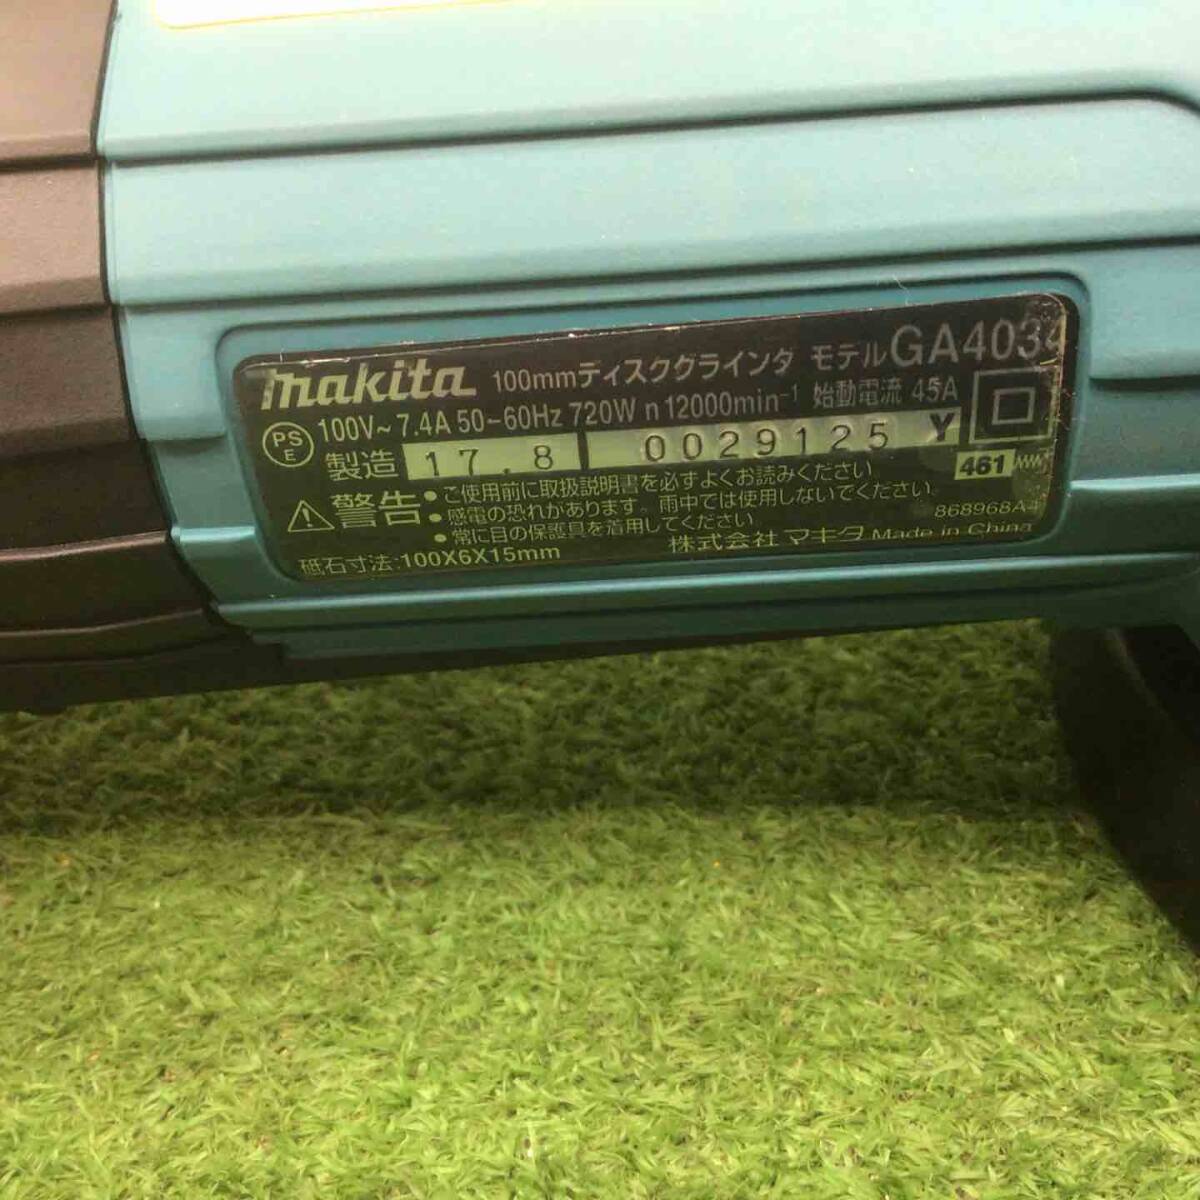 makita 100mmディスクグラインダ モデルGA4034
PS E 100V~7.4A 50-60Hz 720W n 12000min⁻¹ 始動電流 45A
製造 17.8 0029125 Y
461
警告 •ご使用前に取扱説明書を必ずよくお読みください。
•感電の恐れがあります。雨中では使用しないでください。
•常に目の保護具を着用してください。
868968A4
砥石寸法:100X6X15mm 株式会社 マキタ Made in China